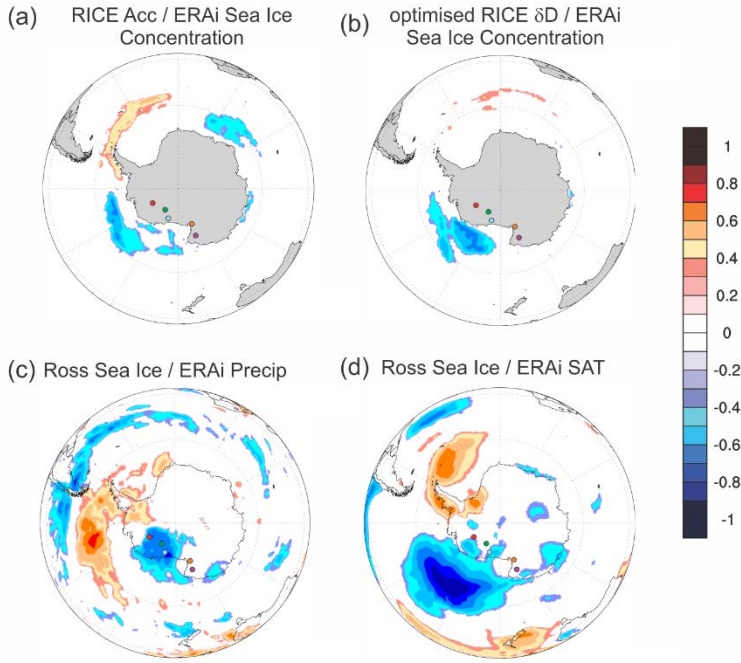 (a)
RICE Acc / ERAi Sea Ice
Concentration
(b)
optimised RICE δD / ERAi
Sea Ice Concentration
1
0.8
0.6
0.4
0.2
0
-0.2
-0.4
-0.6
-0.8
-1
(c) Ross Sea Ice / ERAi Precip
(d) Ross Sea Ice / ERAi SAT